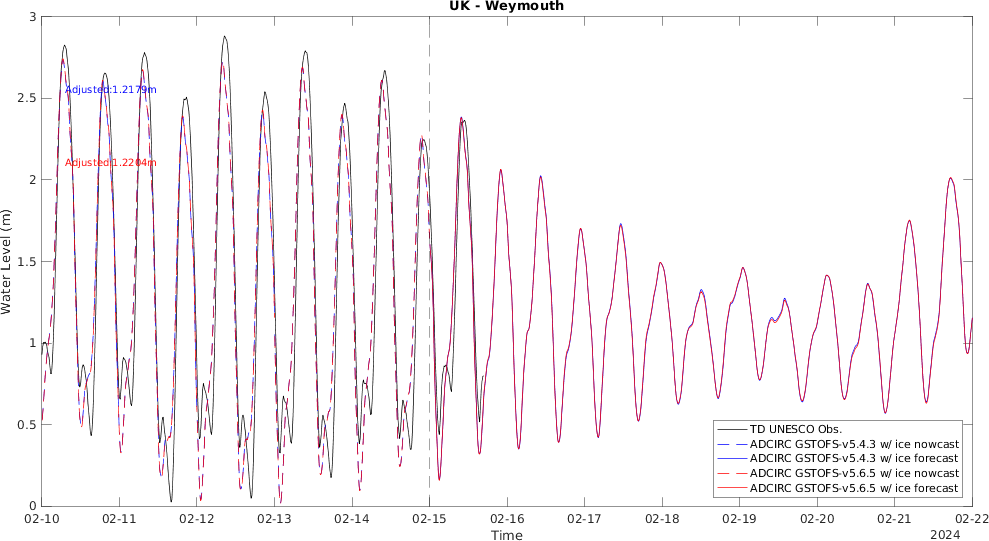 UK - Weymouth
3
2.5
2
1.5
1
0.5
0
Water Level (m)
Adjusted:1.2179m
Adjusted:1.2204m
TD UNESCO Obs.
ADCIRC GSTOFS-v5.4.3 w/ ice nowcast
ADCIRC GSTOFS-v5.4.3 w/ ice forecast
ADCIRC GSTOFS-v5.6.5 w/ ice nowcast
ADCIRC GSTOFS-v5.6.5 w/ ice forecast
02-10 02-11 02-12 02-13 02-14 02-15 02-16 02-17 02-18 02-19 02-20 02-21 02-22
Time
2024